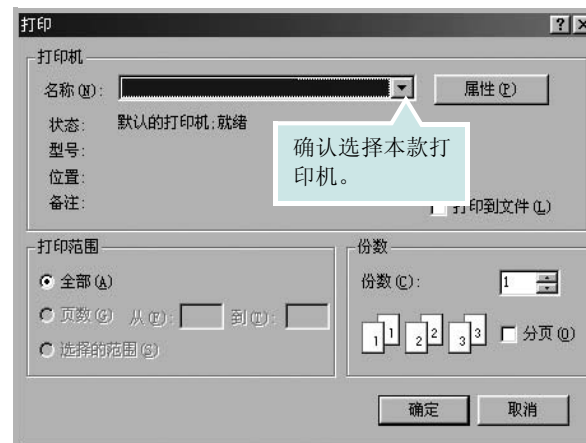 打印
打印机
名称(N): 属性(P)
状态: 默认的打印机;就绪
型号:
位置:
备注:
确认选择本款打
印机。
打印到文件(L)
打印范围
全部(A)
页数(G) 从(F): 到(T):
选择的范围(S)
份数
份数(C): 1
1 1 2 2 3 3 分页(O)
确定 取消